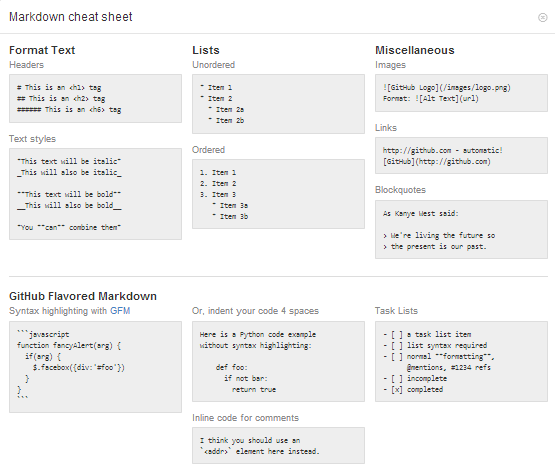 Markdown cheat sheet
Format Text
Headers
# This is an <h1> tag
## This is an <h2> tag
###### This is an <h6> tag
Text styles
*This text will be italic*
_This will also be italic_
**This text will be bold**
__This will also be bold__
*You **can** combine them*
Lists
Unordered
* Item 1
* Item 2
  * Item 2a
  * Item 2b
Ordered
1. Item 1
2. Item 2
3. Item 3
   * Item 3a
   * Item 3b
Miscellaneous
Images
![GitHub Logo](/images/logo.png)
Format: ![Alt Text](url)
Links
http://github.com - automatic!
[GitHub](http://github.com)
Blockquotes
As Kanye West said:
> We're living the future so
> the present is our past.
GitHub Flavored Markdown
Syntax highlighting with GFM
```javascript
function fancyAlert(arg) {
  if(arg) {
    $.facebox({div:'#foo'})
  }
}
```
Or, indent your code 4 spaces
Here is a Python code example
without syntax highlighting:
    def foo:
      if not bar:
        return true
Inline code for comments
I think you should use an
`<addr>` element here instead.
Task Lists
- [ ] a task list item
- [ ] list syntax required
- [ ] normal **formatting**,
      @mentions, #1234 refs
- [ ] incomplete
- [x] completed